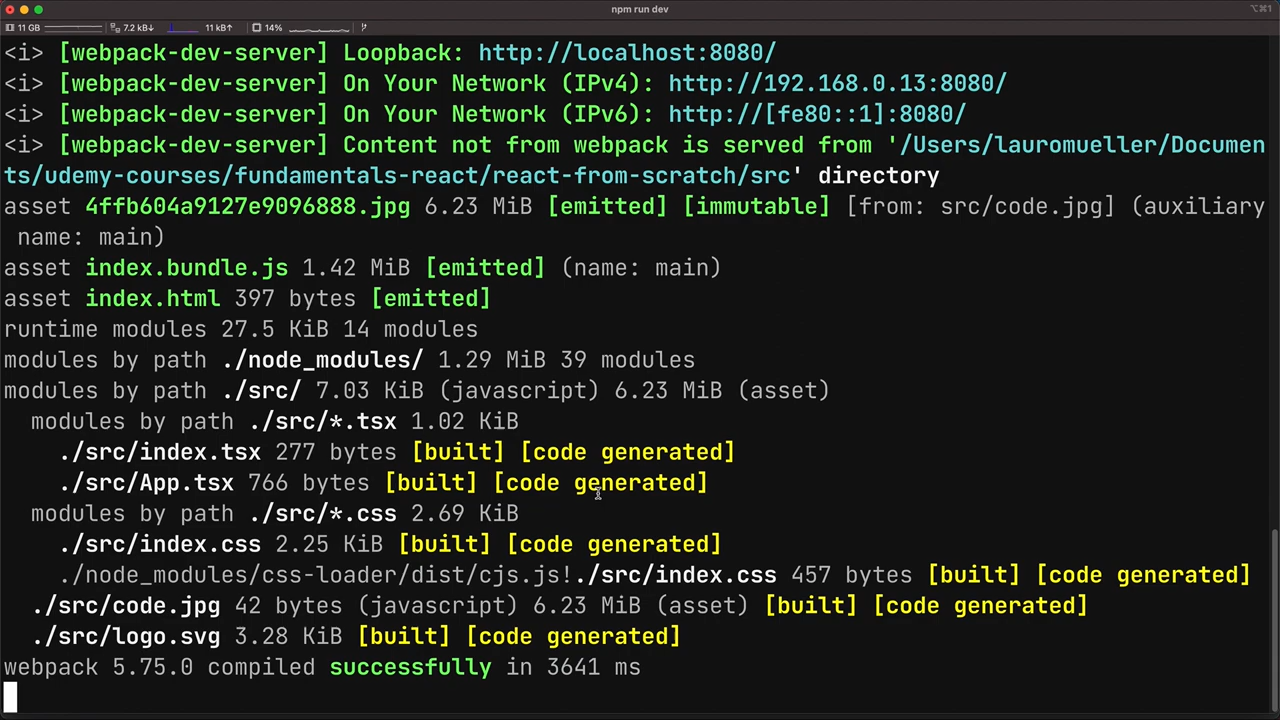 npm run dev
⌥⌘1
11 GB 7.2 kB↓ 11 kB↑ 14%
<i> [webpack-dev-server] Loopback: http://localhost:8080/
<i> [webpack-dev-server] On Your Network (IPv4): http://192.168.0.13:8080/
<i> [webpack-dev-server] On Your Network (IPv6): http://[fe80::1]:8080/
<i> [webpack-dev-server] Content not from webpack is served from '/Users/lauromueller/Documen
ts/udemy-courses/fundamentals-react/react-from-scratch/src' directory
asset 4ffb604a9127e9096888.jpg 6.23 MiB [emitted] [immutable] [from: src/code.jpg] (auxiliary
 name: main)
asset index.bundle.js 1.42 MiB [emitted] (name: main)
asset index.html 397 bytes [emitted]
runtime modules 27.5 KiB 14 modules
modules by path ./node_modules/ 1.29 MiB 39 modules
modules by path ./src/ 7.03 KiB (javascript) 6.23 MiB (asset)
  modules by path ./src/*.tsx 1.02 KiB
    ./src/index.tsx 277 bytes [built] [code generated]
    ./src/App.tsx 766 bytes [built] [code generated]
  modules by path ./src/*.css 2.69 KiB
    ./src/index.css 2.25 KiB [built] [code generated]
    ./node_modules/css-loader/dist/cjs.js!./src/index.css 457 bytes [built] [code generated]
  ./src/code.jpg 42 bytes (javascript) 6.23 MiB (asset) [built] [code generated]
  ./src/logo.svg 3.28 KiB [built] [code generated]
webpack 5.75.0 compiled successfully in 3641 ms